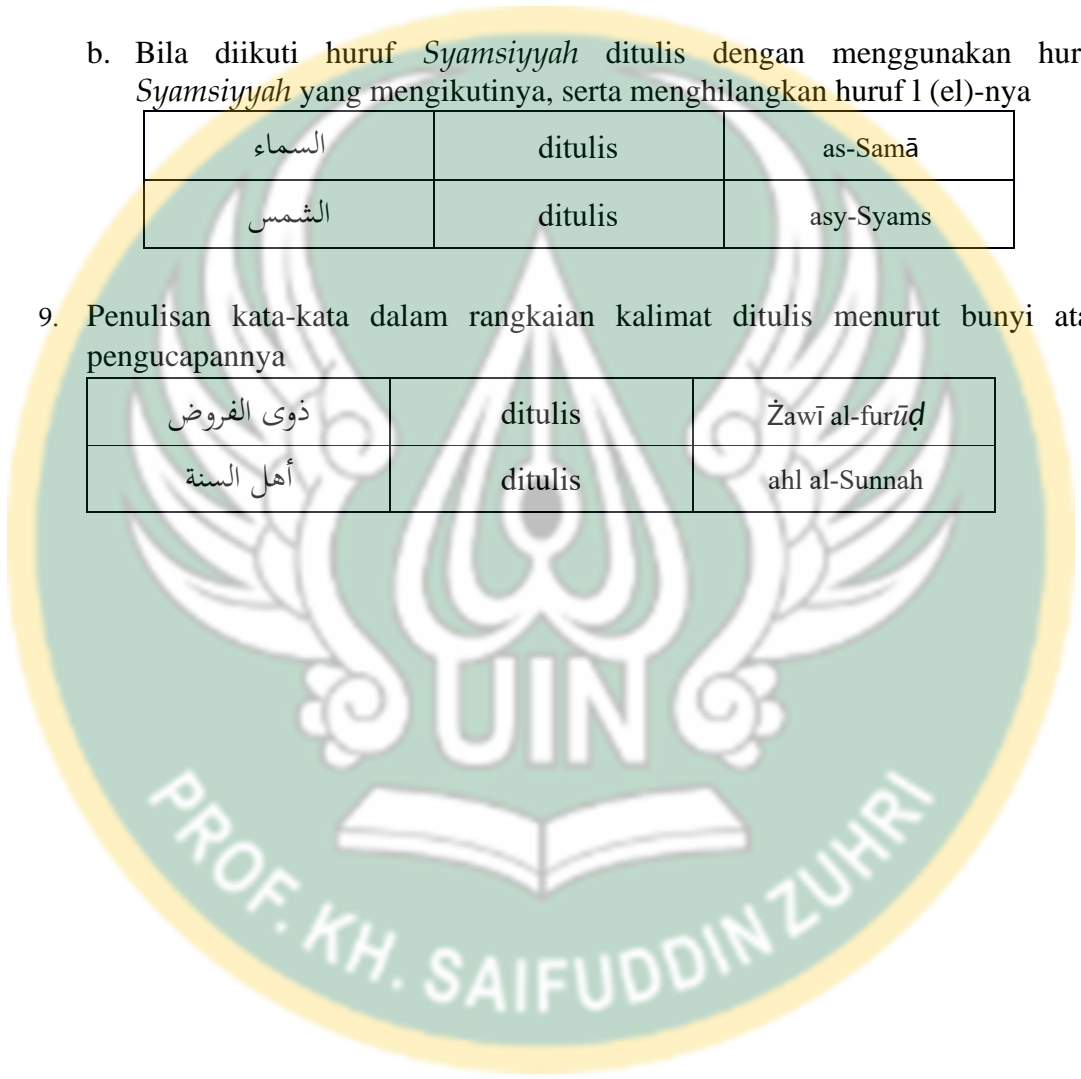 b. Bila diikuti huruf Syamsiyyah ditulis dengan menggunakan hur
Syamsiyyah yang mengikutinya, serta menghilangkan huruf l (el)-nya
السماء ditulis as-Samā
الشمس ditulis asy-Syams
9. Penulisan kata-kata dalam rangkaian kalimat ditulis menurut bunyi ata
pengucapannya
ذوى الفروض ditulis Żawī al-furūḍ
أهل السنة ditulis ahl al-Sunnah
UIN
PROF. KH. SAIFUDDIN ZUHRI